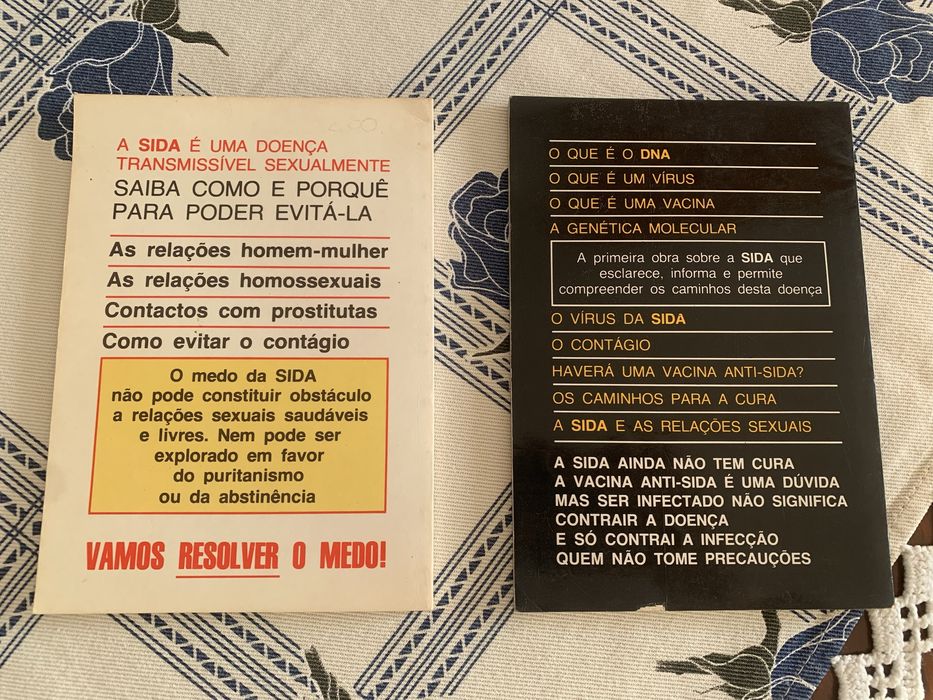 A SIDA É UMA DOENÇA
TRANSMISSÍVEL SEXUALMENTE
SAIBA COMO E PORQUÊ
PARA PODER EVITÁ-LA
As relações homem-mulher
As relações homossexuais
Contactos com prostitutas
Como evitar o contágio
O medo da SIDA
não pode constituir obstáculo
a relações sexuais saudáveis
e livres. Nem pode ser
explorado em favor
do puritanismo
ou da abstinência
VAMOS RESOLVER O MEDO!
O QUE É O DNA
O QUE É UM VÍRUS
O QUE É UMA VACINA
A GENÉTICA MOLECULAR
A primeira obra sobre a SIDA que
esclarece, informa e permite
compreender os caminhos desta doença
O VÍRUS DA SIDA
O CONTÁGIO
HAVERÁ UMA VACINA ANTI-SIDA?
OS CAMINHOS PARA A CURA
A SIDA E AS RELAÇÕES SEXUAIS
A SIDA AINDA NÃO TEM CURA
A VACINA ANTI-SIDA É UMA DÚVIDA
MAS SER INFECTADO NÃO SIGNIFICA
CONTRAIR A DOENÇA
E SÓ CONTRAI A INFECÇÃO
QUEM NÃO TOME PRECAUÇÕES